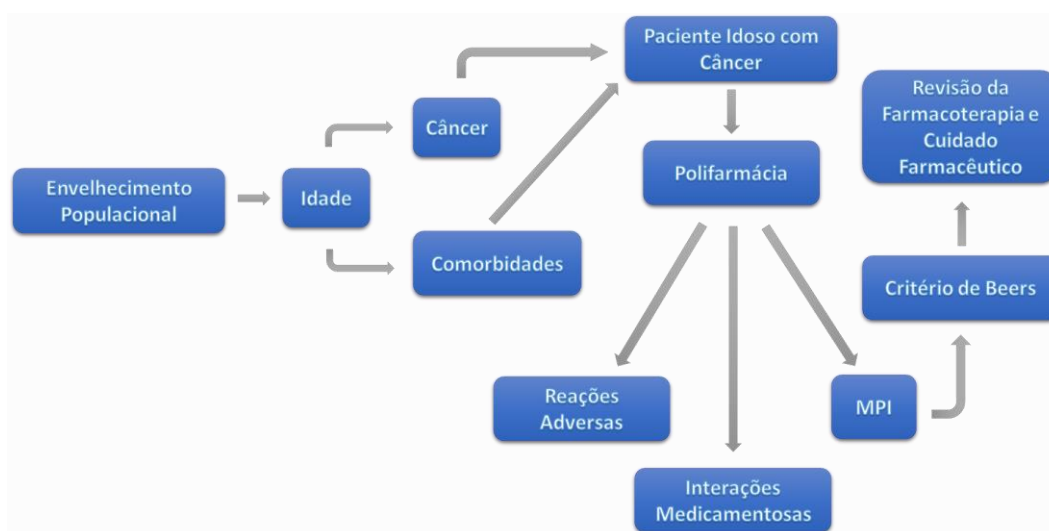 Envelhecimento
Populacional
Idade
Câncer
Comorbidades
Paciente Idoso com
Câncer
Polifarmácia
Reações
Adversas
Interações
Medicamentosas
MPI
Critério de Beers
Revisão da
Farmacoterapia e
Cuidado
Farmacêutico